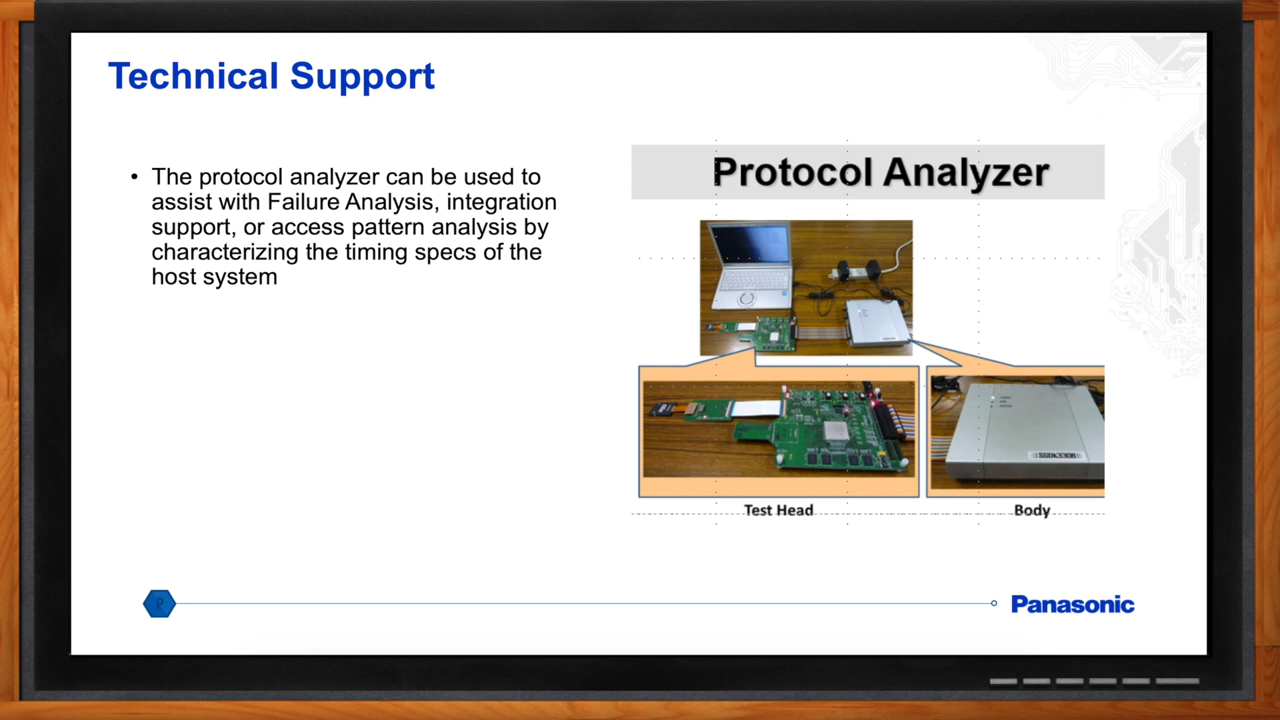 Technical Support
• The protocol analyzer can be used to
assist with Failure Analysis, integration
support, or access pattern analysis by
characterizing the timing specs of the
host system
Protocol Analyzer
Test Head
Body
P
Panasonic